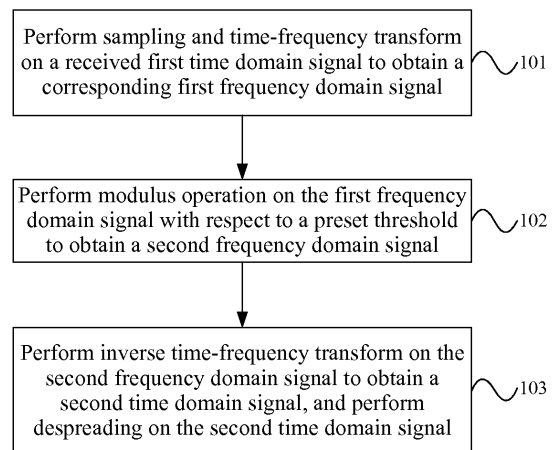 Perform sampling and time-frequency transform
on a received first time domain signal to obtain a
corresponding first frequency domain signal
101
Perform modulus operation on the first frequency
domain signal with respect to a preset threshold
to obtain a second frequency domain signal
102
Perform inverse time-frequency transform on the
second frequency domain signal to obtain a
second time domain signal, and perform
despreading on the second time domain signal
103